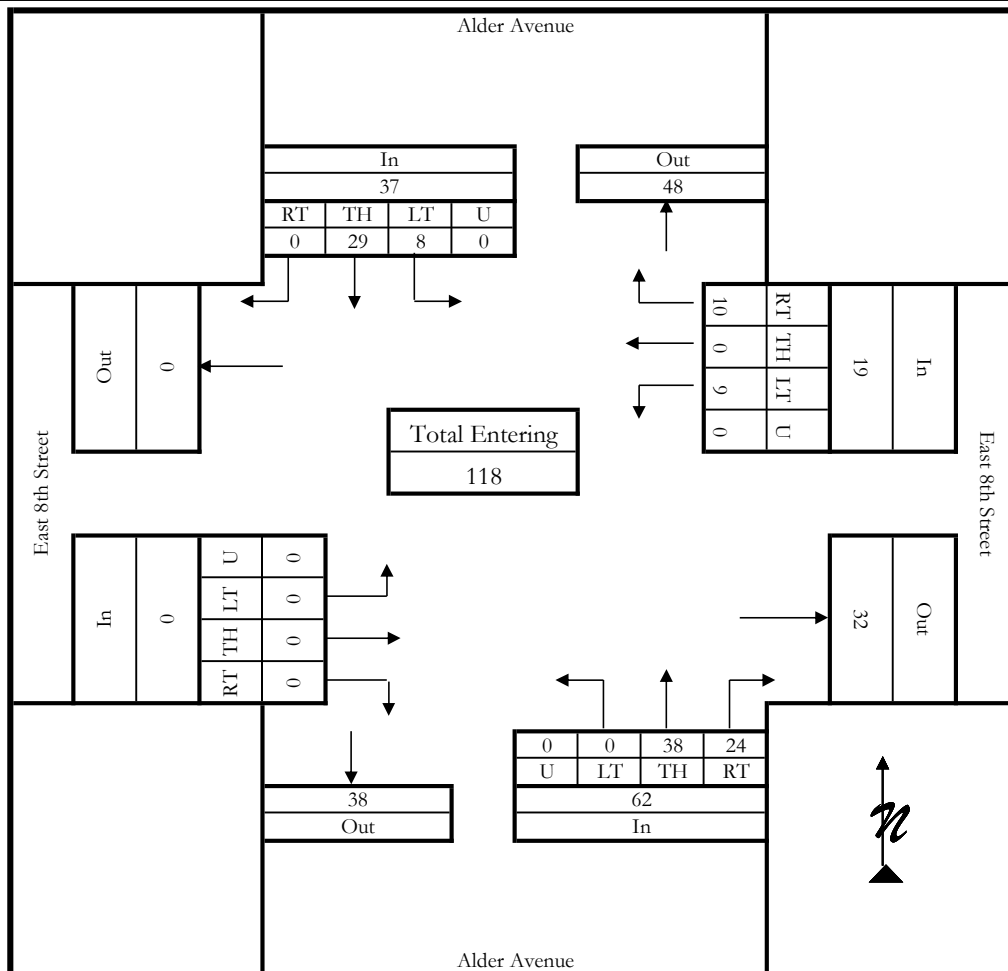 Alder Avenue
In
37
RT TH LT U
0 29 8 0
Out
48
Out 0
RT 10
TH 0
LT 9
U 0
19 In
Total Entering
118
East 8th Street
East 8th Street
In 0
U 0
LT 0
TH 0
RT 0
32 Out
0 0 38 24
U LT TH RT
62
In
38
Out
N
Alder Avenue